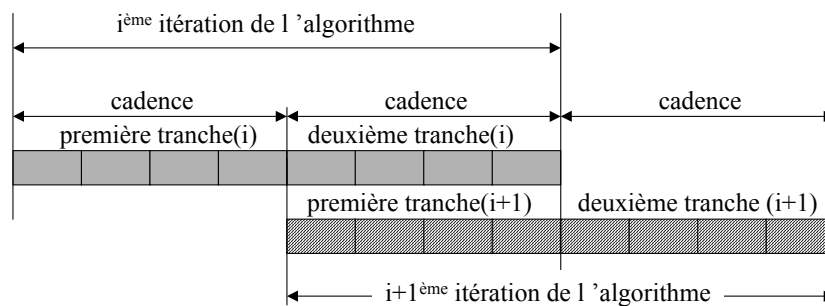 ième itération de l ’algorithme
cadence cadence cadence
première tranche(i) deuxième tranche(i)
première tranche(i+1) deuxième tranche (i+1)
i+1ème itération de l ’algorithme